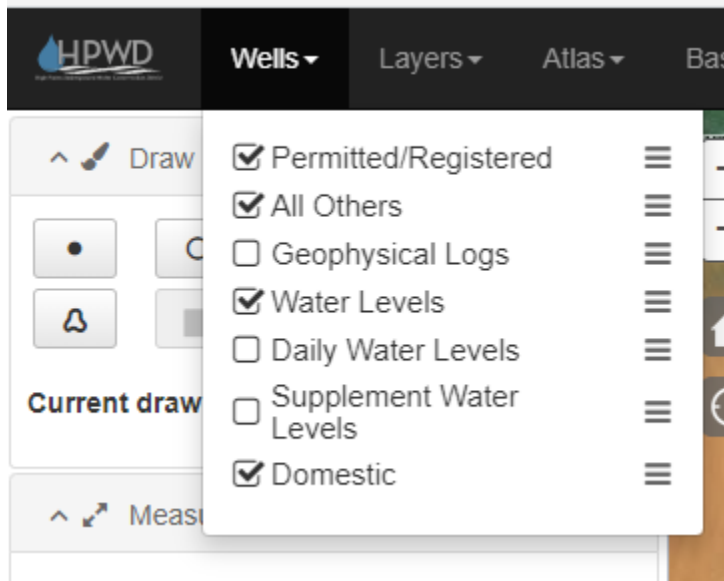 HPWD
Wells
Layers
Atlas
Draw
Permitted/Registered
All Others
Geophysical Logs
Water Levels
Daily Water Levels
Current draw
Supplement Water
Levels
Domestic